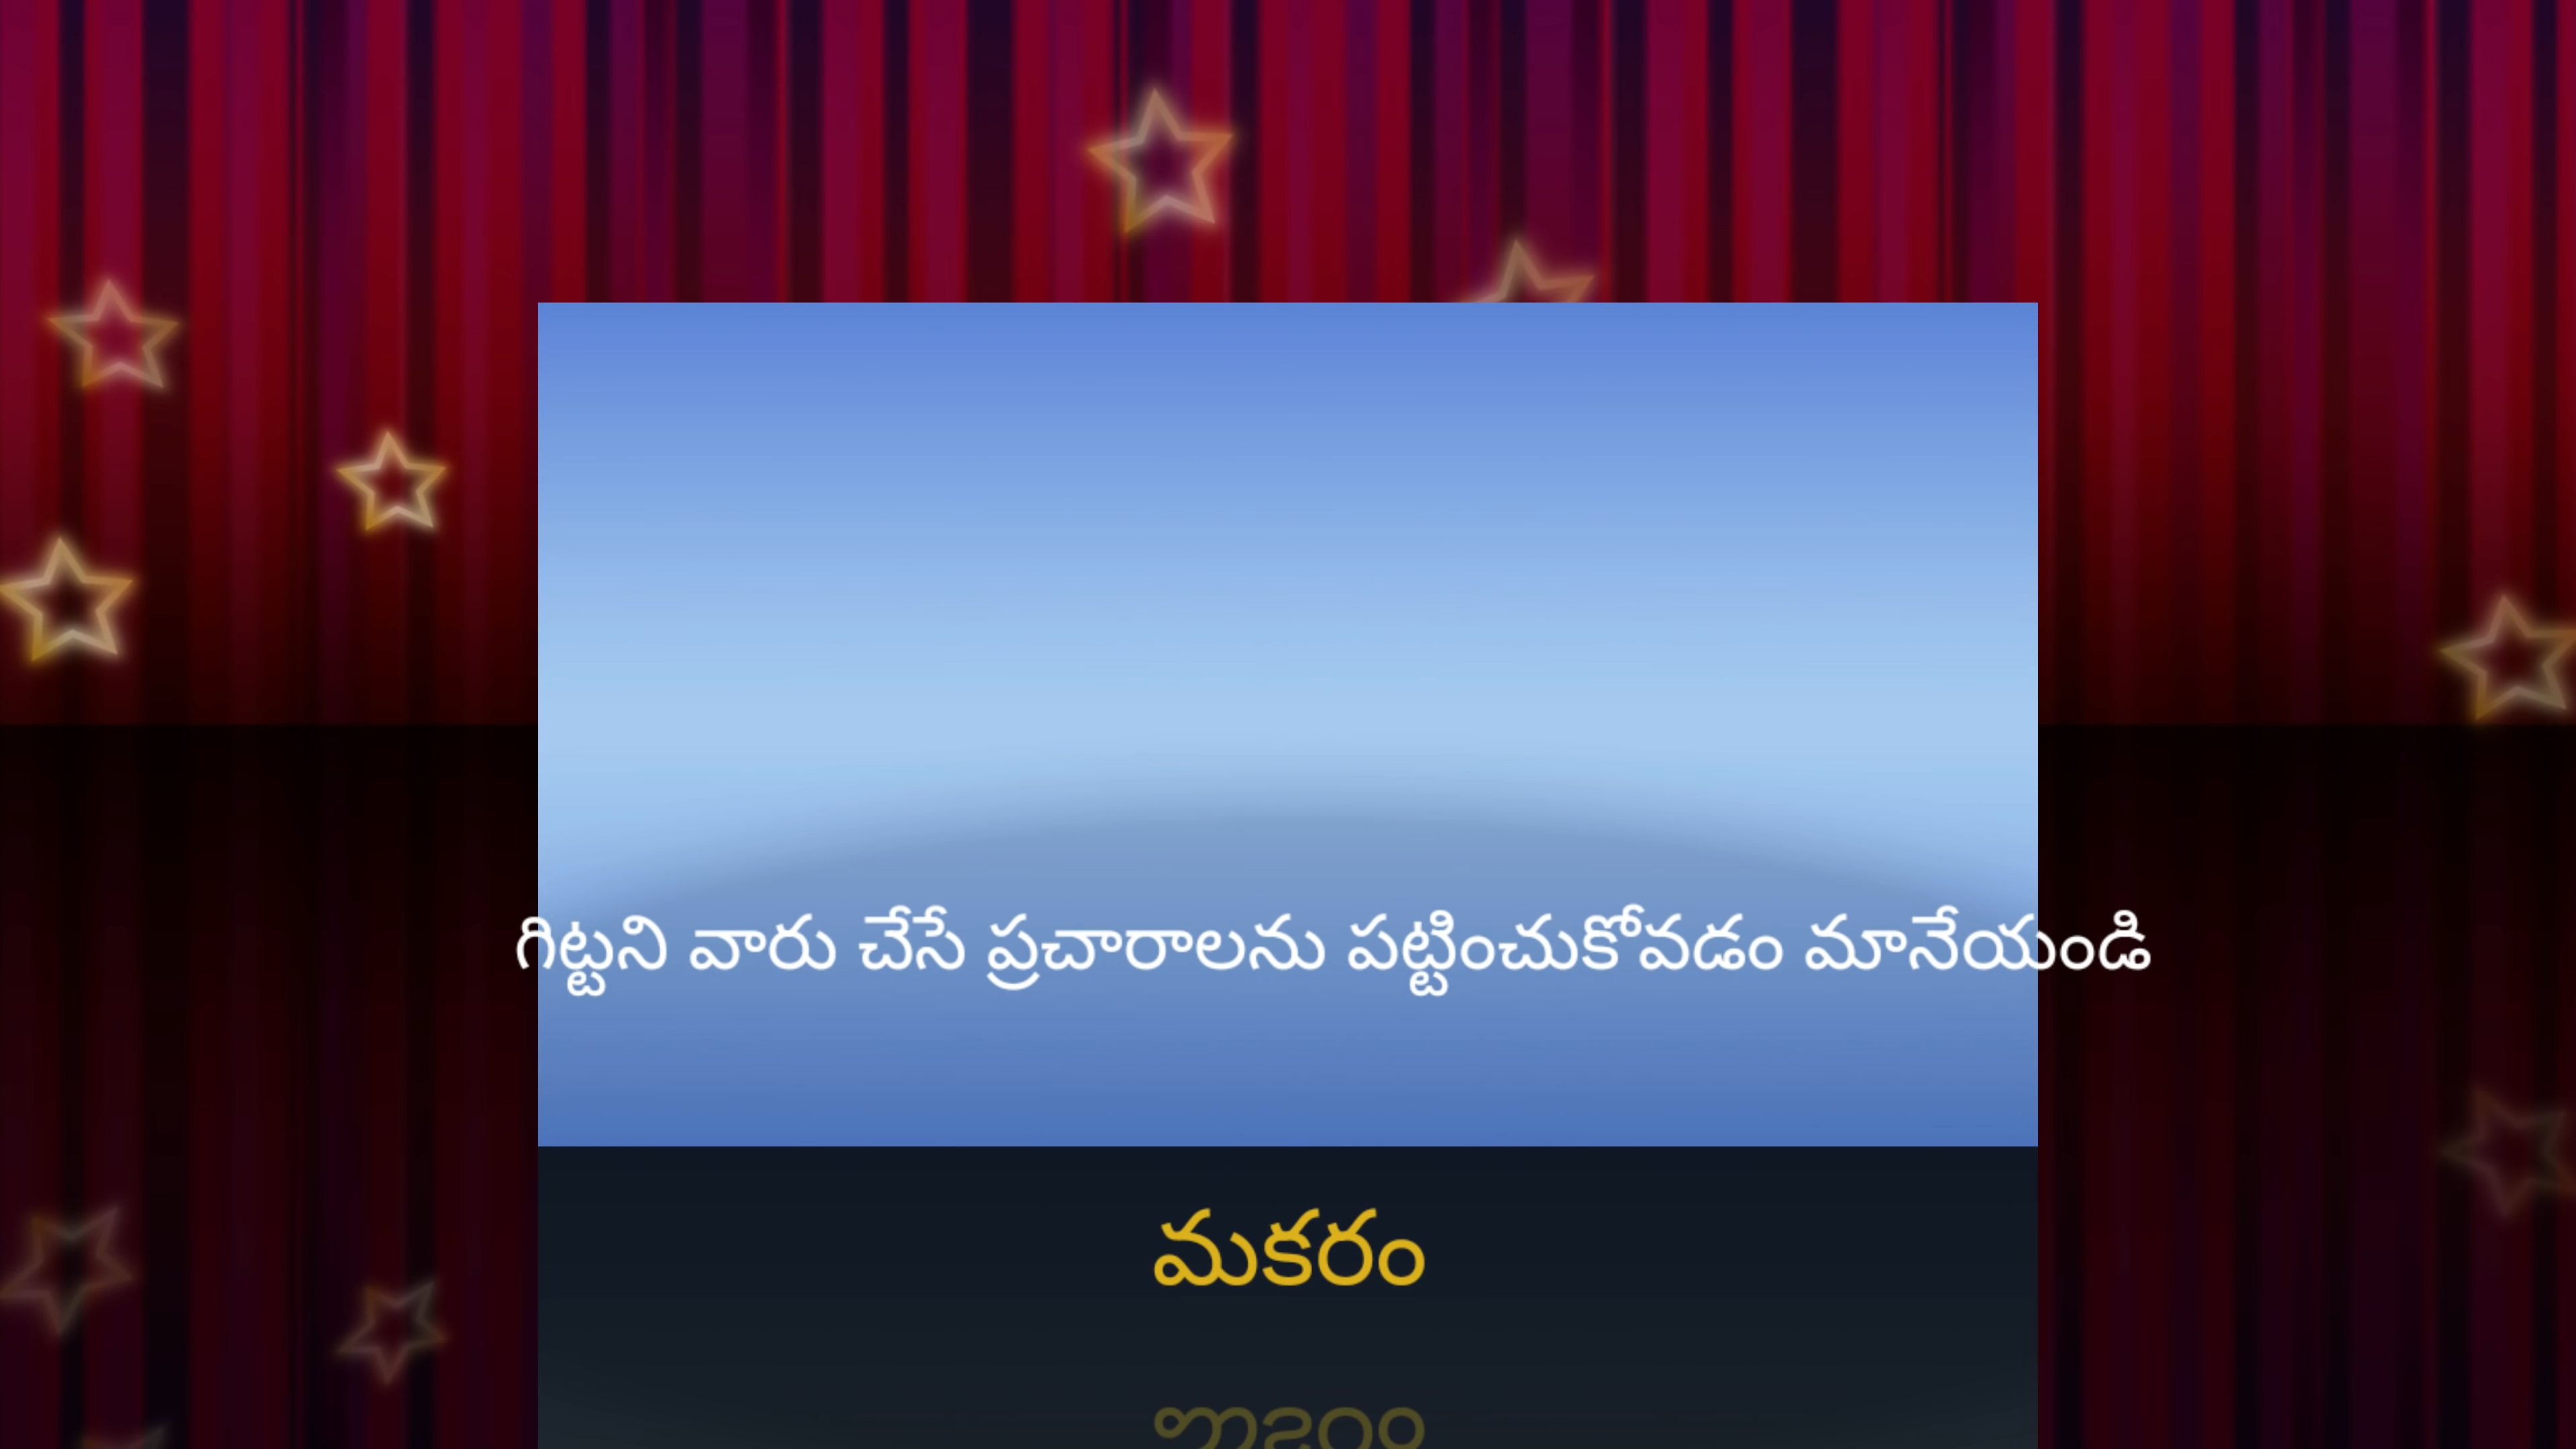 గిట్టని వారు చేసే ప్రచారాలను పట్టించుకోవడం మానేయండి
మకరం